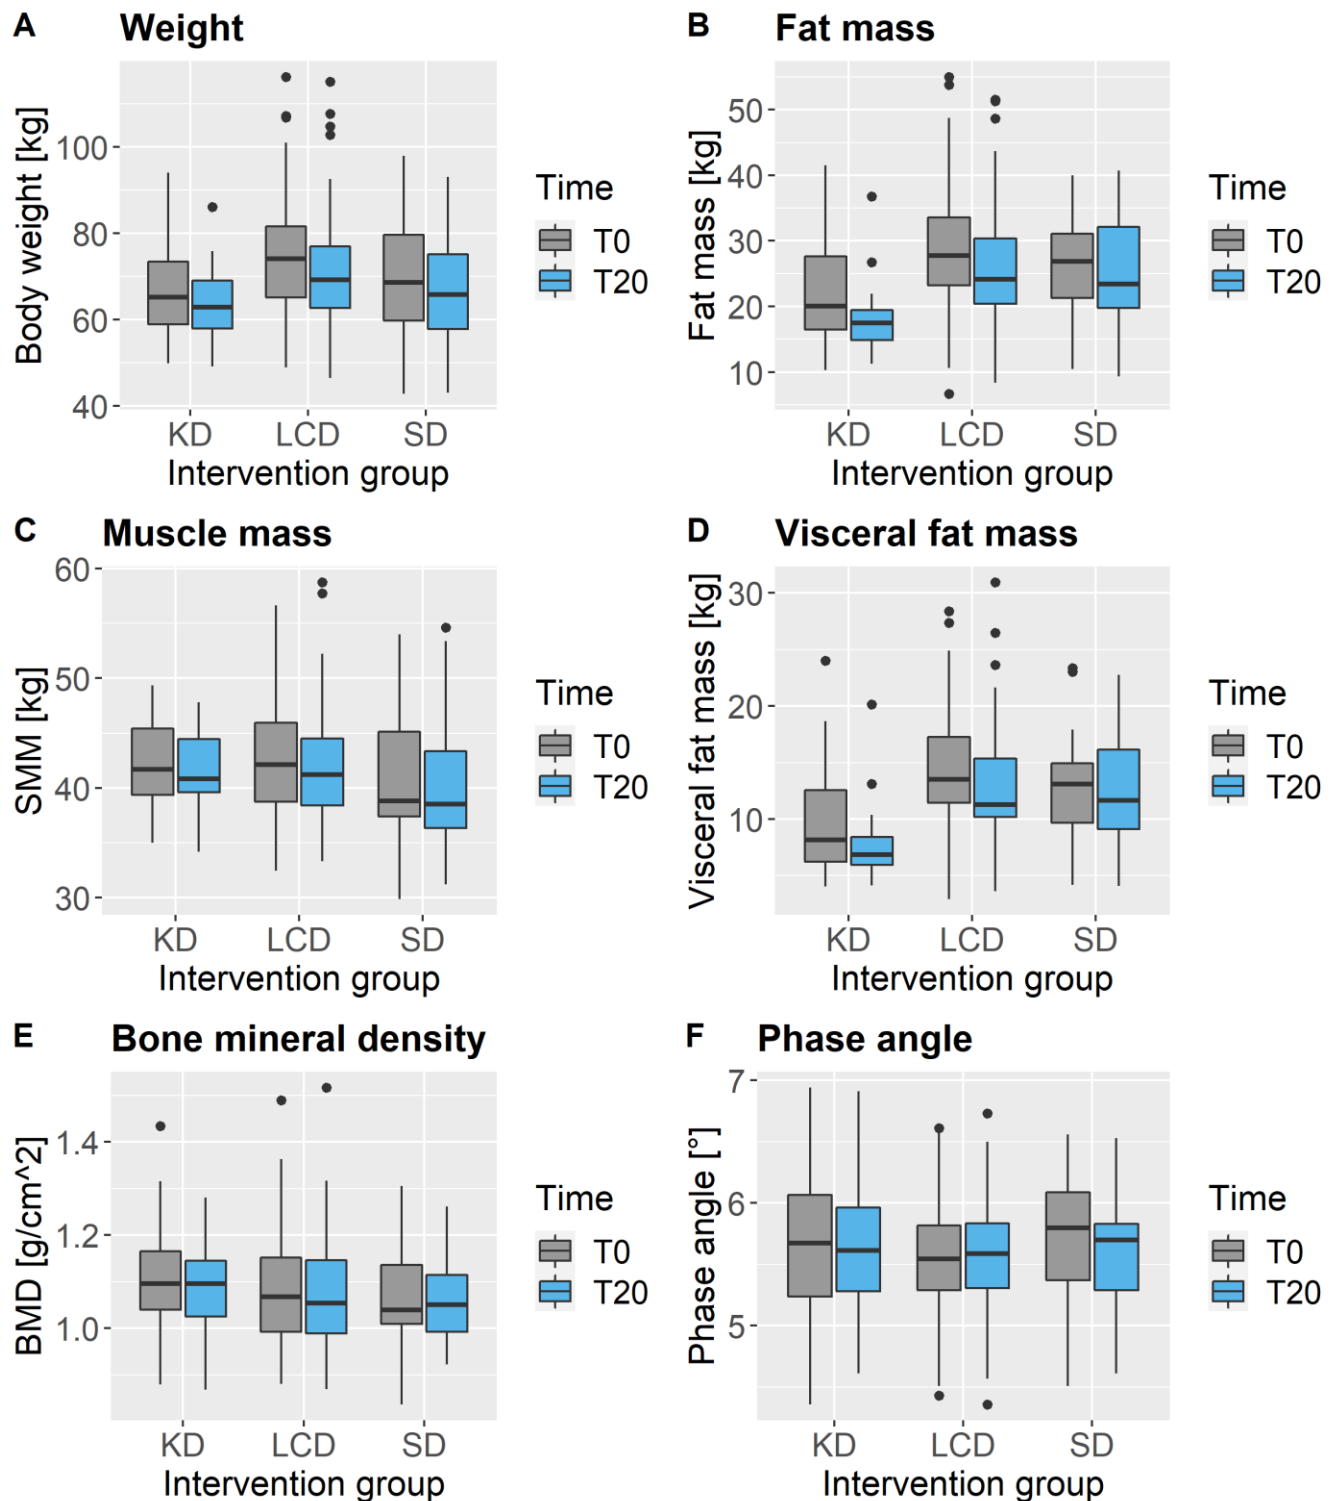 A Weight
Body weight [kg]
100
80
60
40
KD LCD SD
Intervention group
Time
T0
T20
B Fat mass
Fat mass [kg]
50
40
30
20
10
KD LCD SD
Intervention group
Time
T0
T20
C Muscle mass
SMM [kg]
60
50
40
30
KD LCD SD
Intervention group
Time
T0
T20
D Visceral fat mass
Visceral fat mass [kg]
30
20
10
KD LCD SD
Intervention group
Time
T0
T20
E Bone mineral density
BMD [g/cm^2]
1.4
1.2
1.0
KD LCD SD
Intervention group
Time
T0
T20
F Phase angle
Phase angle [°]
7
6
5
KD LCD SD
Intervention group
Time
T0
T20